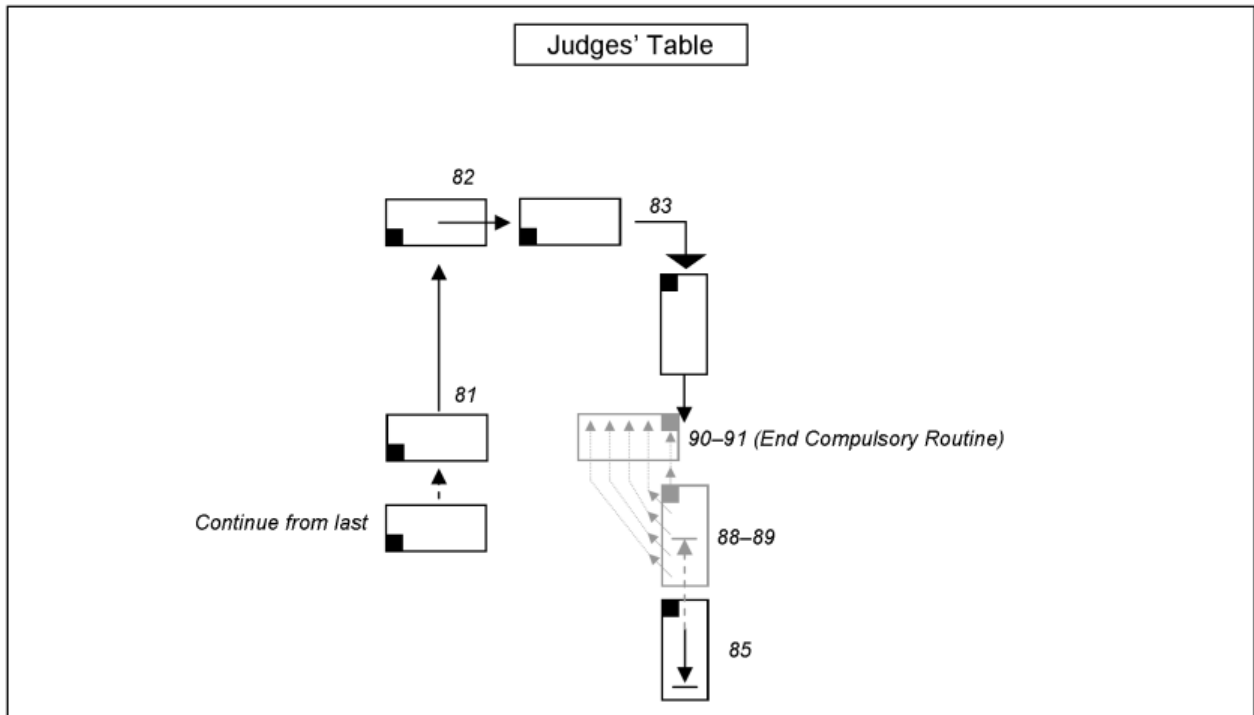 Judges' Table
82
83
81
90–91 (End Compulsory Routine)
Continue from last
88–89
85